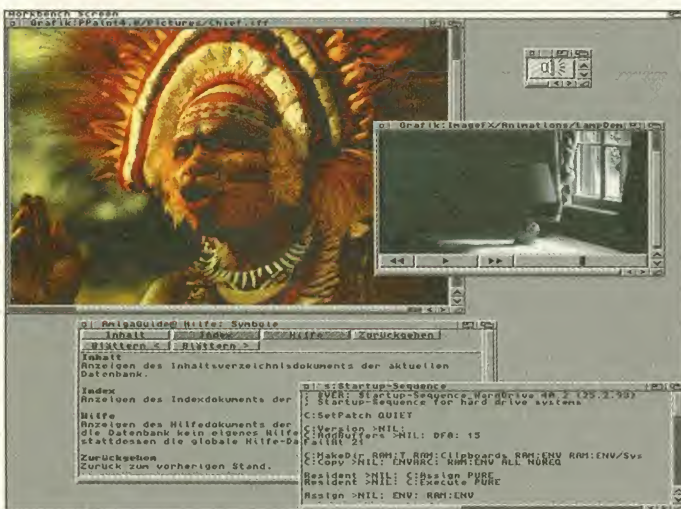 Workbench Screen
Grafik:PPaint4.0/Pictures/Chief.iff
Grafik:ImageFX/Animations/LampDem
AmigaGuide® Hilfe: Symbole
Inhalt Index Hilfe Zurückgehen
Blättern < Blättern >
Inhalt
Anzeigen des Inhaltsverzeichnisdokuments der aktuellen
Datenbank.
Index
Anzeigen des Indexdokuments der
Hilfe
Anzeigen des Hilfedokuments der
die Datenbank kein eigenes Hilfe
stattdessen die globale Hilfe-Da
Zurückgehen
Zurück zum vorherigen Stand.
s:Startup-Sequence
; $VER: Startup-Sequence_HardDrive 40.2 (25.2.93)
; Startup-Sequence for hard drive systems
C:SetPatch QUIET
C:Version >NIL:
C:AddBuffers >NIL: DF0: 15
FailAt 21
C:MakeDir RAM:T RAM:Clipboards RAM:ENV RAM:ENV/Sys
C:Copy >NIL: ENVARC: RAM:ENV ALL NOREQ
Resident >NIL: C:Assign PURE
Resident >NIL: C:Execute PURE
Assign >NIL: ENV: RAM:ENV